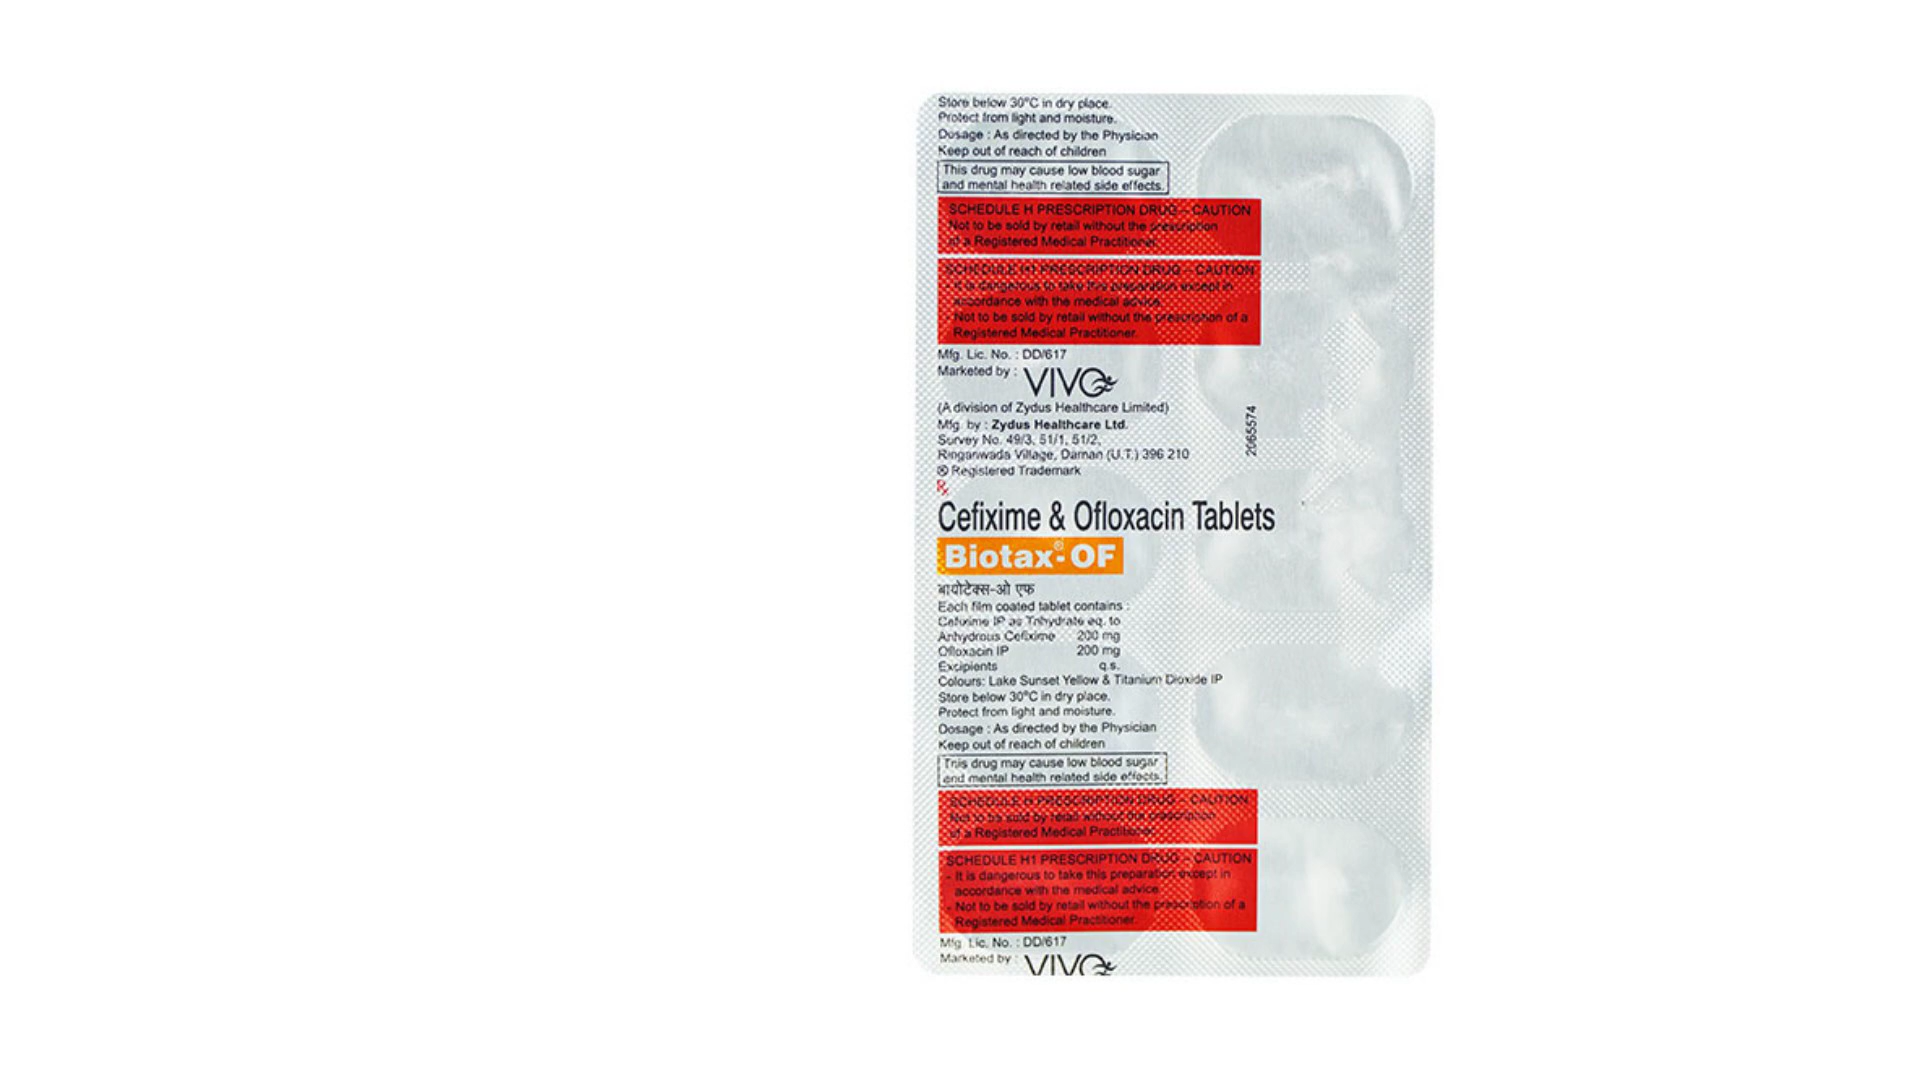 Store below 30°C in dry place.
Protect from light and moisture.
Dosage : As directed by the Physician
Keep out of reach of children
This drug may cause low blood sugar
and mental health related side effects.
SCHEDULE H PRESCRIPTION DRUG – CAUTION
Not to be sold by retail without the prescription
of a Registered Medical Practitioner.
SCHEDULE H1 PRESCRIPTION DRUG – CAUTION
- It is dangerous to take this preparation except in
accordance with the medical advice.
- Not to be sold by retail without the prescription of a
Registered Medical Practitioner.
Mfg. Lic. No. : DD/617
Marketed by : VIVO
(A division of Zydus Healthcare Limited)
Mfg. by : Zydus Healthcare Ltd.
Survey No. 49/3, 51/1, 51/2,
Ringanwada Village, Daman (U.T.) 396 210
® Registered Trademark
2065574
Rx
Cefixime & Ofloxacin Tablets
Biotax®-OF
बायोटेक्स-ओ एफ
Each film coated tablet contains :
Cefixime IP as Trihydrate eq. to
Anhydrous Cefixime 200 mg
Ofloxacin IP 200 mg
Excipients q.s.
Colours: Lake Sunset Yellow & Titanium Dioxide IP
Store below 30°C in dry place.
Protect from light and moisture.
Dosage : As directed by the Physician
Keep out of reach of children
This drug may cause low blood sugar
and mental health related side effects.
SCHEDULE H PRESCRIPTION DRUG – CAUTION
Not to be sold by retail without the prescription
of a Registered Medical Practitioner.
SCHEDULE H1 PRESCRIPTION DRUG – CAUTION
- It is dangerous to take this preparation except in
accordance with the medical advice.
- Not to be sold by retail without the prescription of a
Registered Medical Practitioner.
Mfg. Lic. No. : DD/617
Marketed by : VIVO